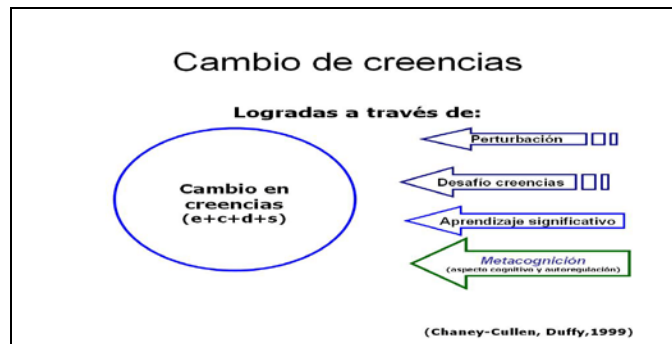 Cambio de creencias
Logradas a través de:
Perturbación
Cambio en
creencias
(e+c+d+s)
Desafío creencias
Aprendizaje significativo
Metacognición
(aspecto cognitivo y autoregulación)
(Chaney-Cullen, Duffy,1999)